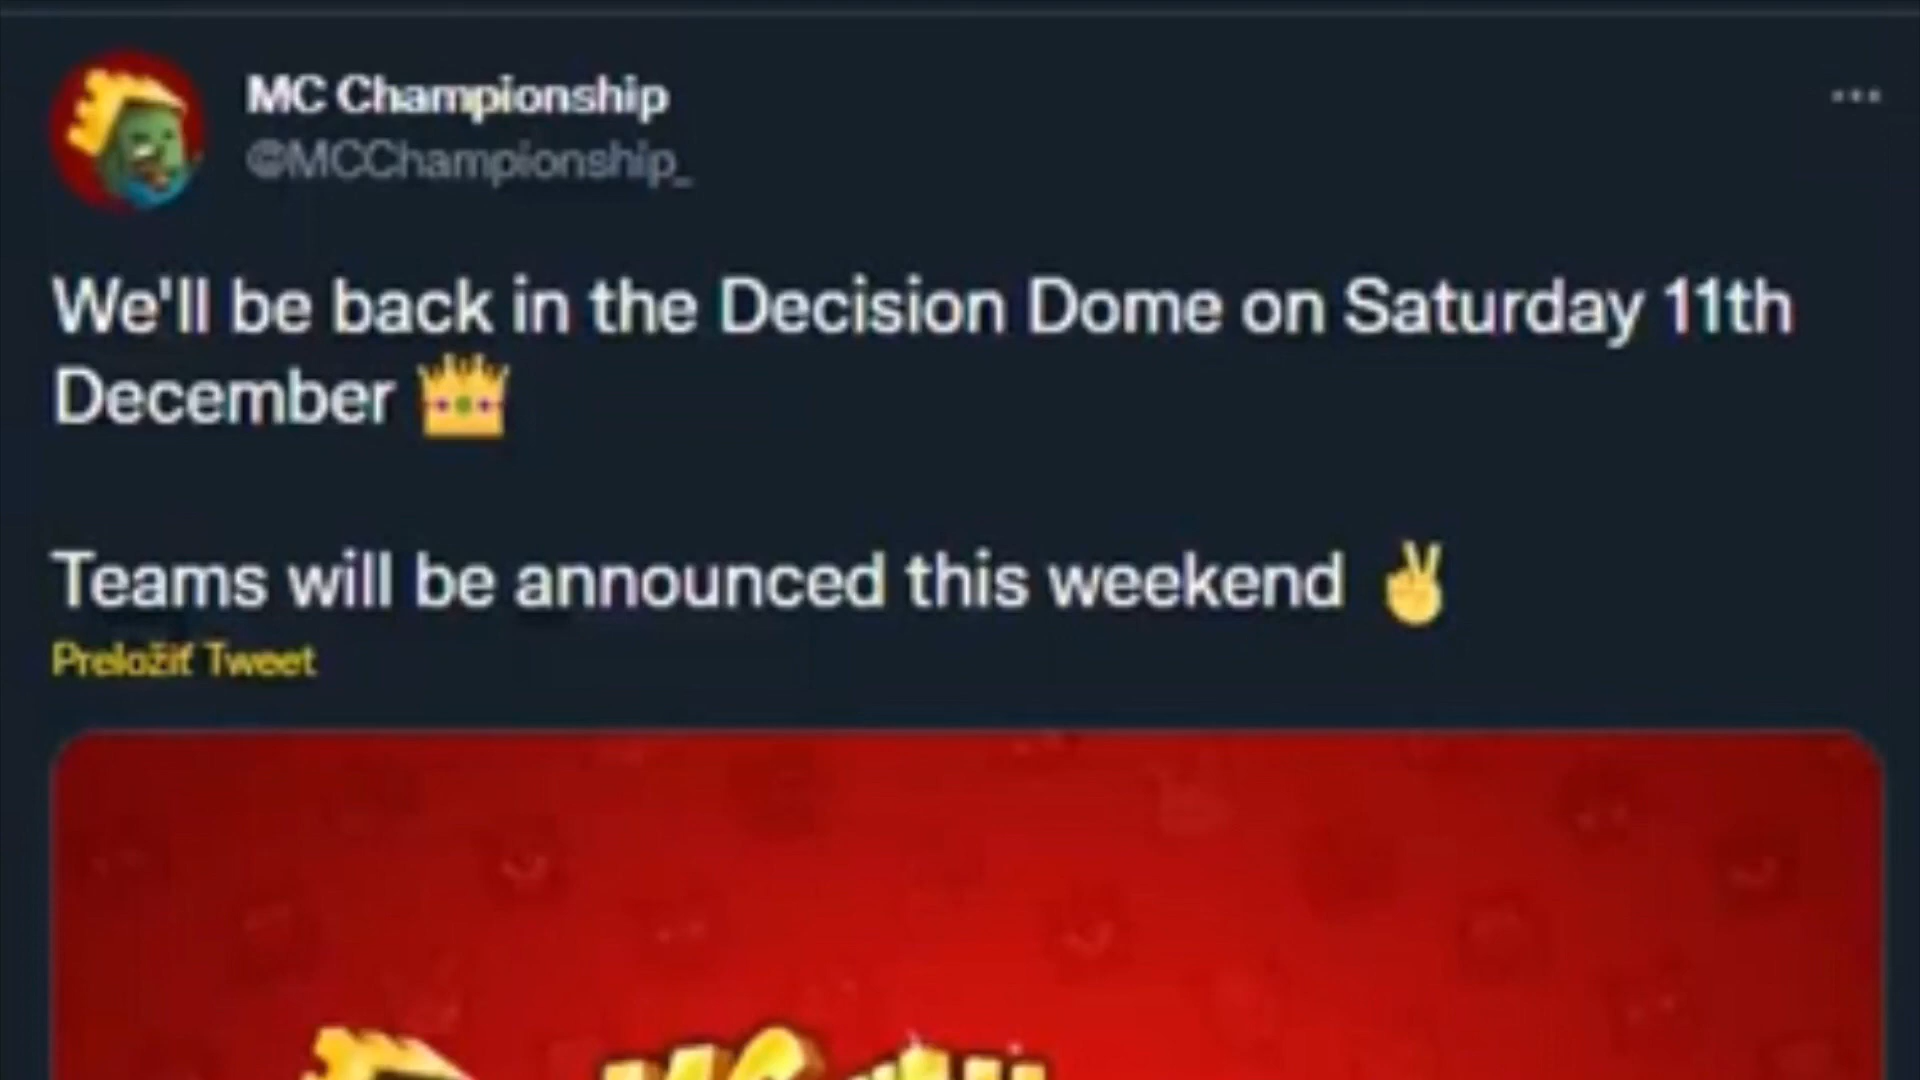 MC Championship
@MCChampionship_
We'll be back in the Decision Dome on Saturday 11th
December 👑
Teams will be announced this weekend ✌️
Preložiť Tweet